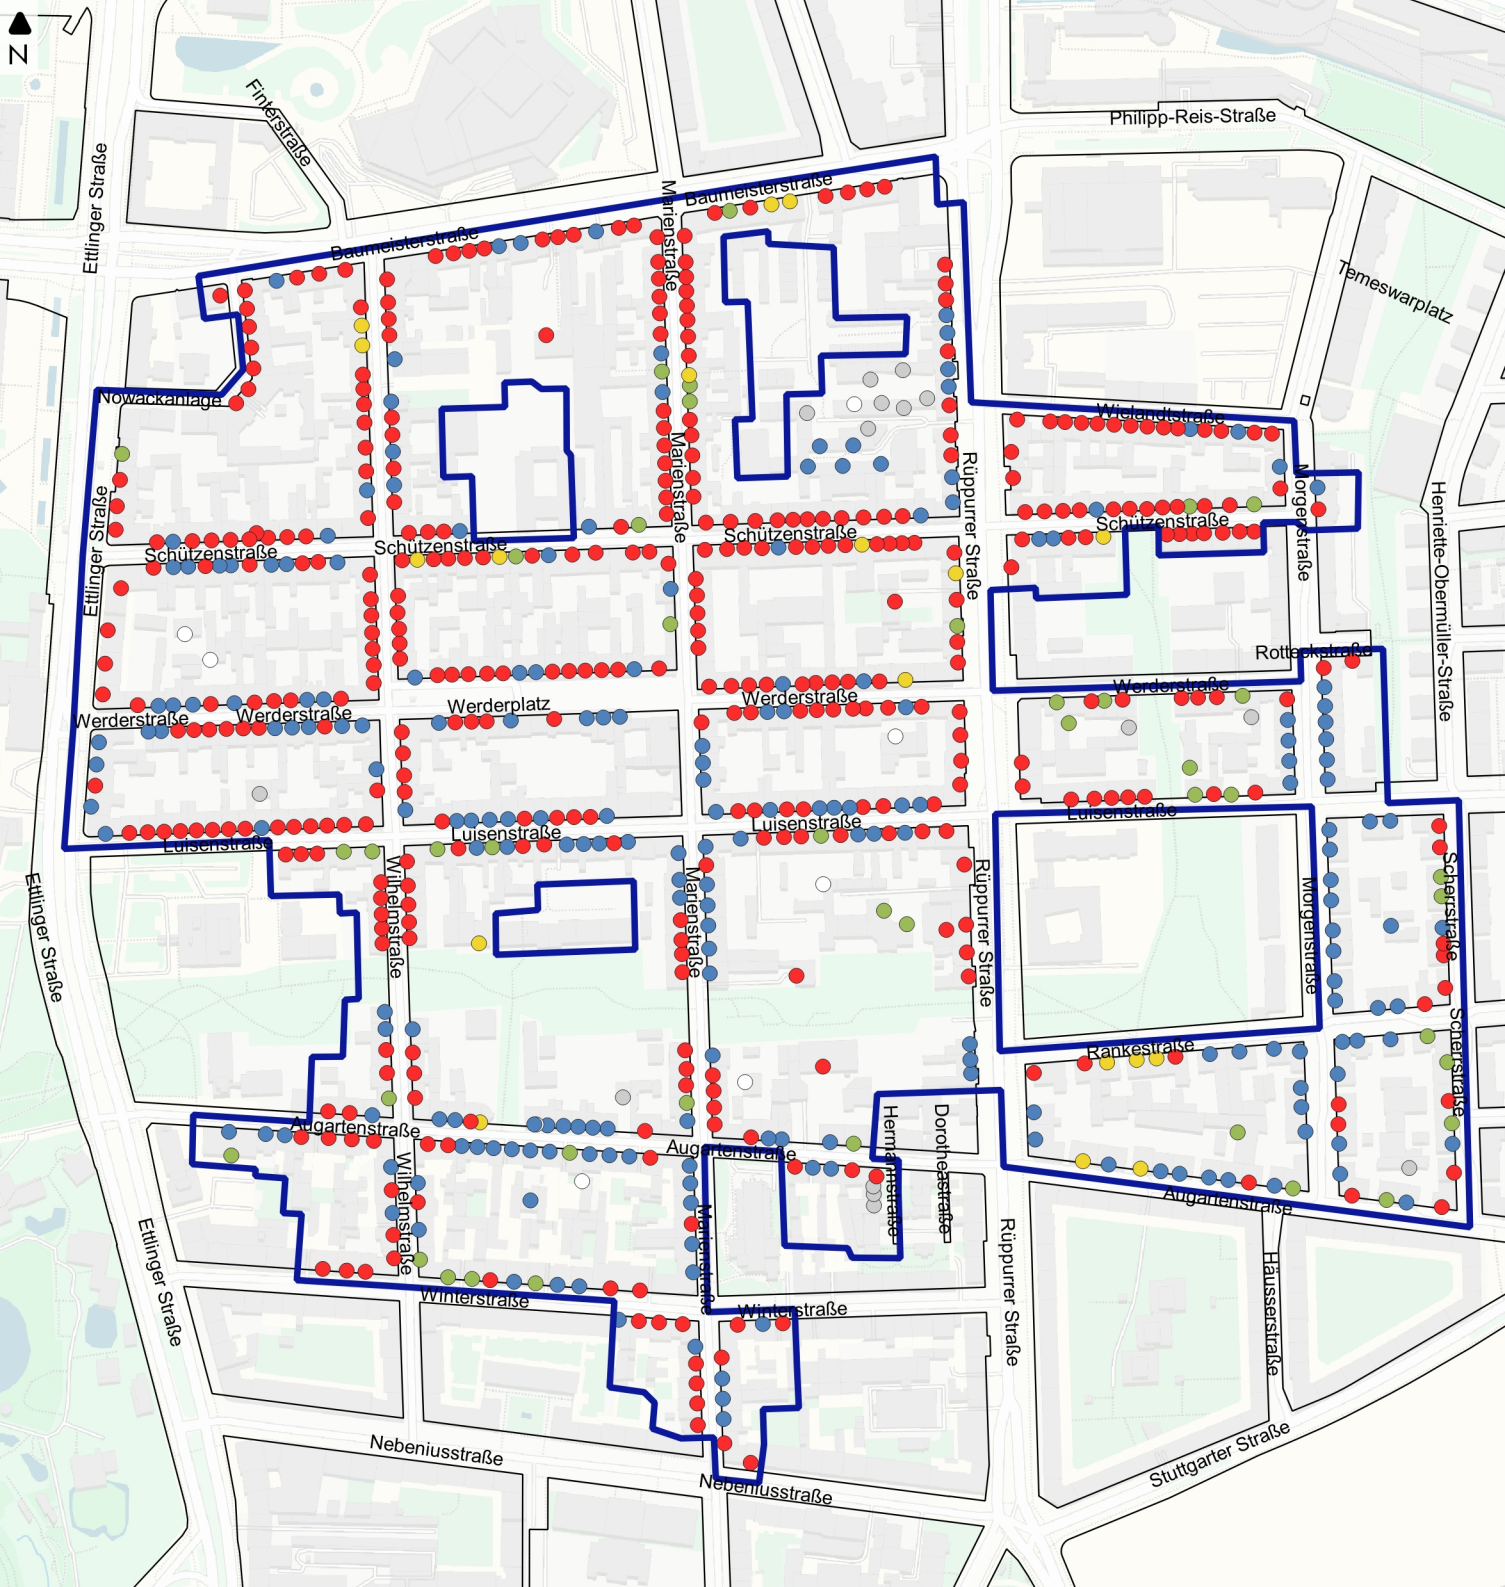 N
Finterstraße
Philipp-Reis-Straße
Ettlinger Straße
Marienstraße
Baumeisterstraße
Baumeisterstraße
Temeswarplatz
Nowackanlage
Wielandtstraße
Marienstraße
Rüppurrer Straße
Morgenstraße
Henriette-Obermüller-Straße
Ettlinger Straße
Schützenstraße
Schützenstraße
Schützenstraße
Schützenstraße
Rotteckstraße
Werderstraße
Werderstraße
Werderstraße
Werderplatz
Werderstraße
Luisenstraße
Luisenstraße
Luisenstraße
Luisenstraße
Ettlinger Straße
Wilhelmstraße
Marienstraße
Rüppurrer Straße
Morgenstraße
Scherrstraße
Scherrstraße
Rankestraße
Augartenstraße
Augartenstraße
Hermannstraße
Dorotheastraße
Augartenstraße
Wilhelmstraße
Marienstraße
Ettlinger Straße
Rüppurrer Straße
Häusserstraße
Winterstraße
Winterstraße
Nebeniusstraße
Nebeniusstraße
Stuttgarter Straße